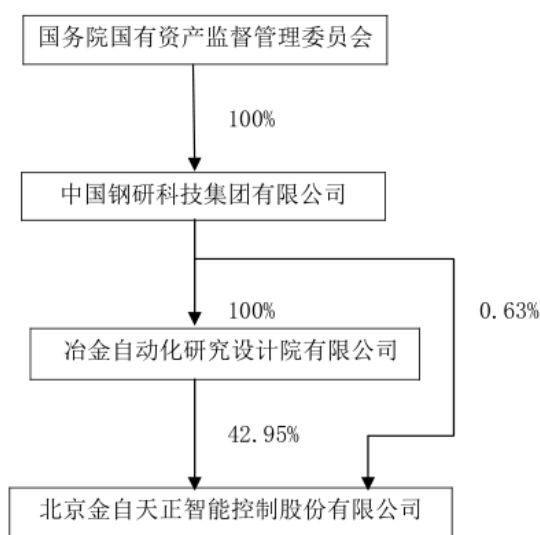 国务院国有资产监督管理委员会
100%
中国钢研科技集团有限公司
100%
0.63%
冶金自动化研究设计院有限公司
42.95%
北京金自天正智能控制股份有限公司